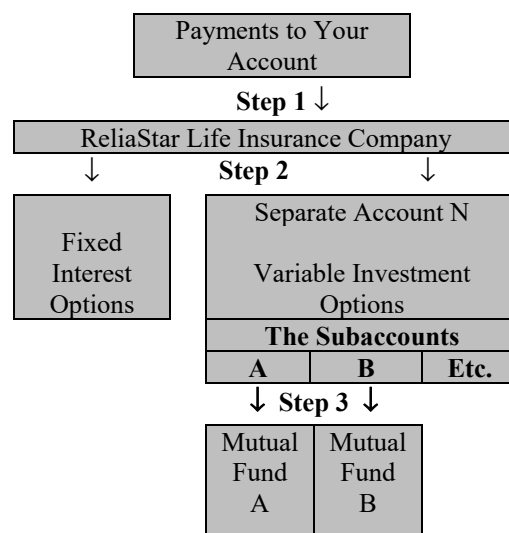 Payments to Your
Account
Step 1 ↓
ReliaStar Life Insurance Company
↓ Step 2 ↓
Fixed
Interest
Options
Separate Account N
Variable Investment
Options
The Subaccounts
A B Etc.
↓ Step 3 ↓
Mutual
Fund
A
Mutual
Fund
B